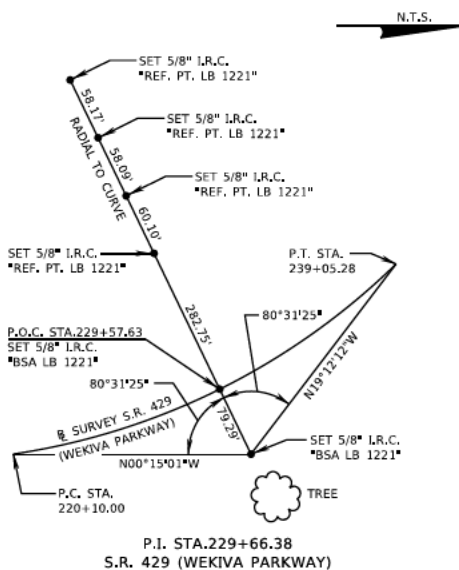 N.T.S.
SET 5/8" I.R.C.
"REF. PT. LB 1221"
58.17'
SET 5/8" I.R.C.
"REF. PT. LB 1221"
RADIAL TO CURVE
58.09'
SET 5/8" I.R.C.
"REF. PT. LB 1221"
60.10'
SET 5/8" I.R.C.
"REF. PT. LB 1221"
P.T. STA.
239+05.28
282.75'
80°31'25"
P.O.C. STA.229+57.63
SET 5/8" I.R.C.
"BSA LB 1221"
80°31'25"
N19°12'12"W
79.29'
℄ SURVEY S.R. 429
(WEKIVA PARKWAY)
N00°15'01"W
SET 5/8" I.R.C.
"BSA LB 1221"
P.C. STA.
220+10.00
TREE
P.I. STA.229+66.38
S.R. 429 (WEKIVA PARKWAY)